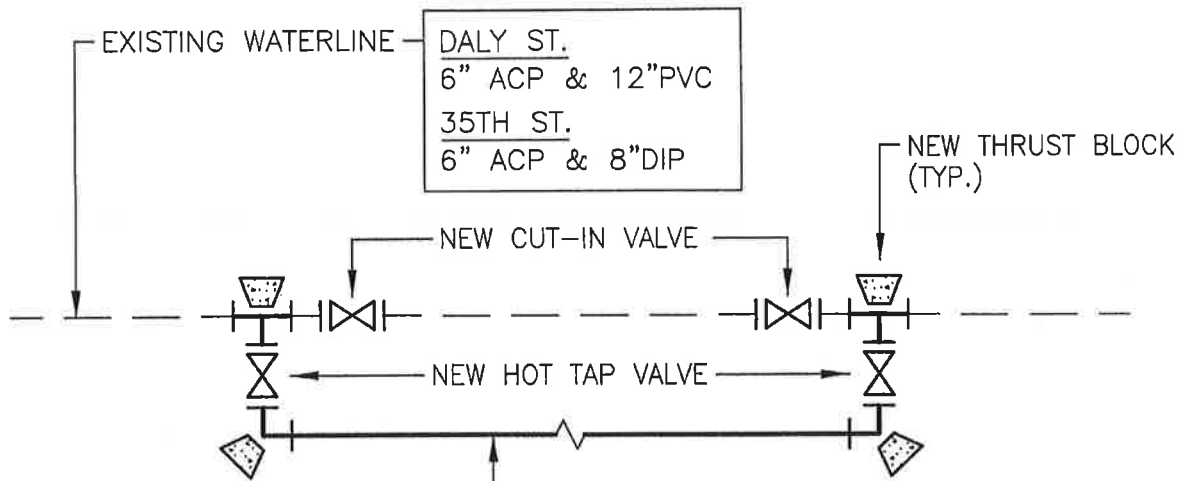 EXISTING WATERLINE
DALY ST.
6" ACP & 12"PVC
35TH ST.
6" ACP & 8"DIP
NEW THRUST BLOCK
(TYP.)
NEW CUT-IN VALVE
NEW HOT TAP VALVE